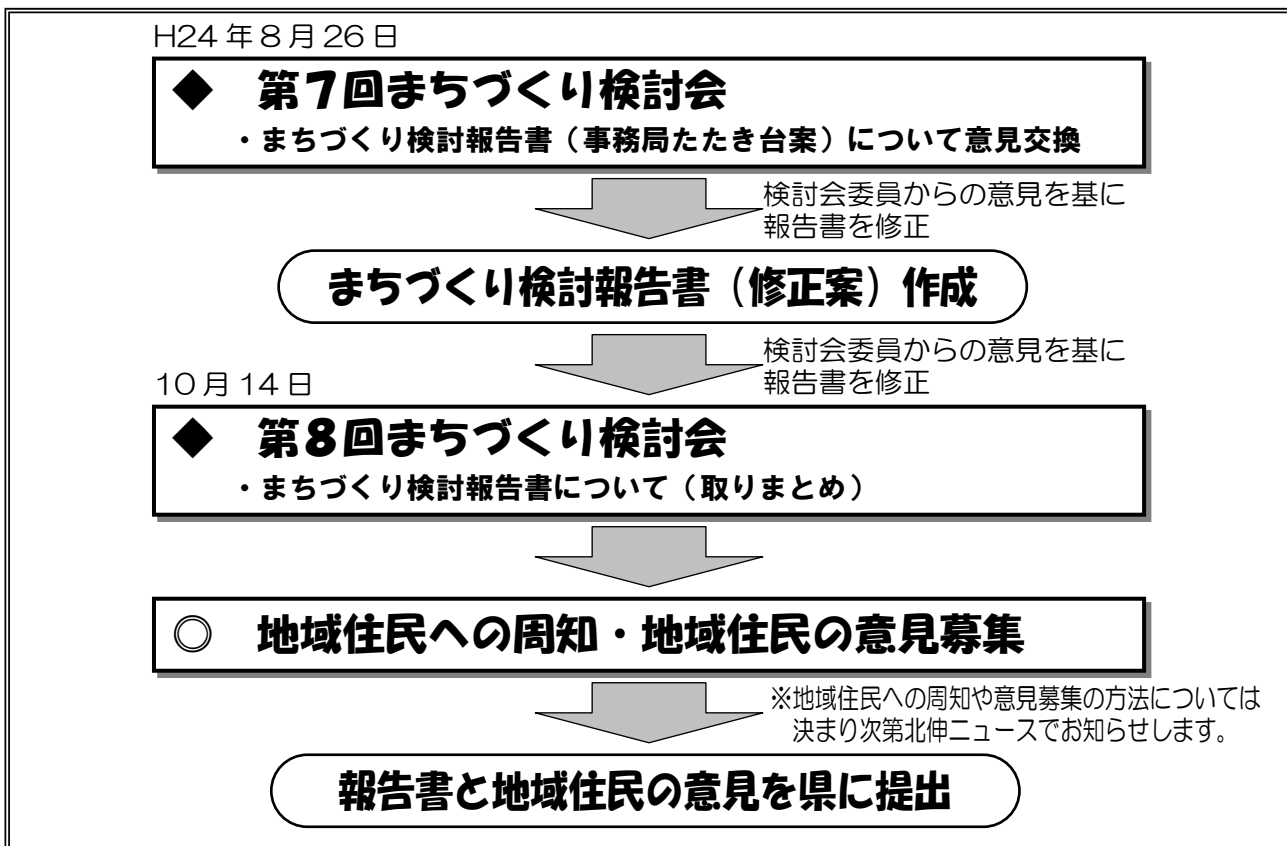 H24年８月26日
◆ 第７回まちづくり検討会
・まちづくり検討報告書（事務局たたき台案）について意見交換
検討会委員からの意見を基に
報告書を修正
まちづくり検討報告書（修正案）作成
検討会委員からの意見を基に
報告書を修正
10月14日
◆ 第８回まちづくり検討会
・まちづくり検討報告書について（取りまとめ）
◎ 地域住民への周知・地域住民の意見募集
※地域住民への周知や意見募集の方法については
決まり次第北伸ニュースでお知らせします。
報告書と地域住民の意見を県に提出